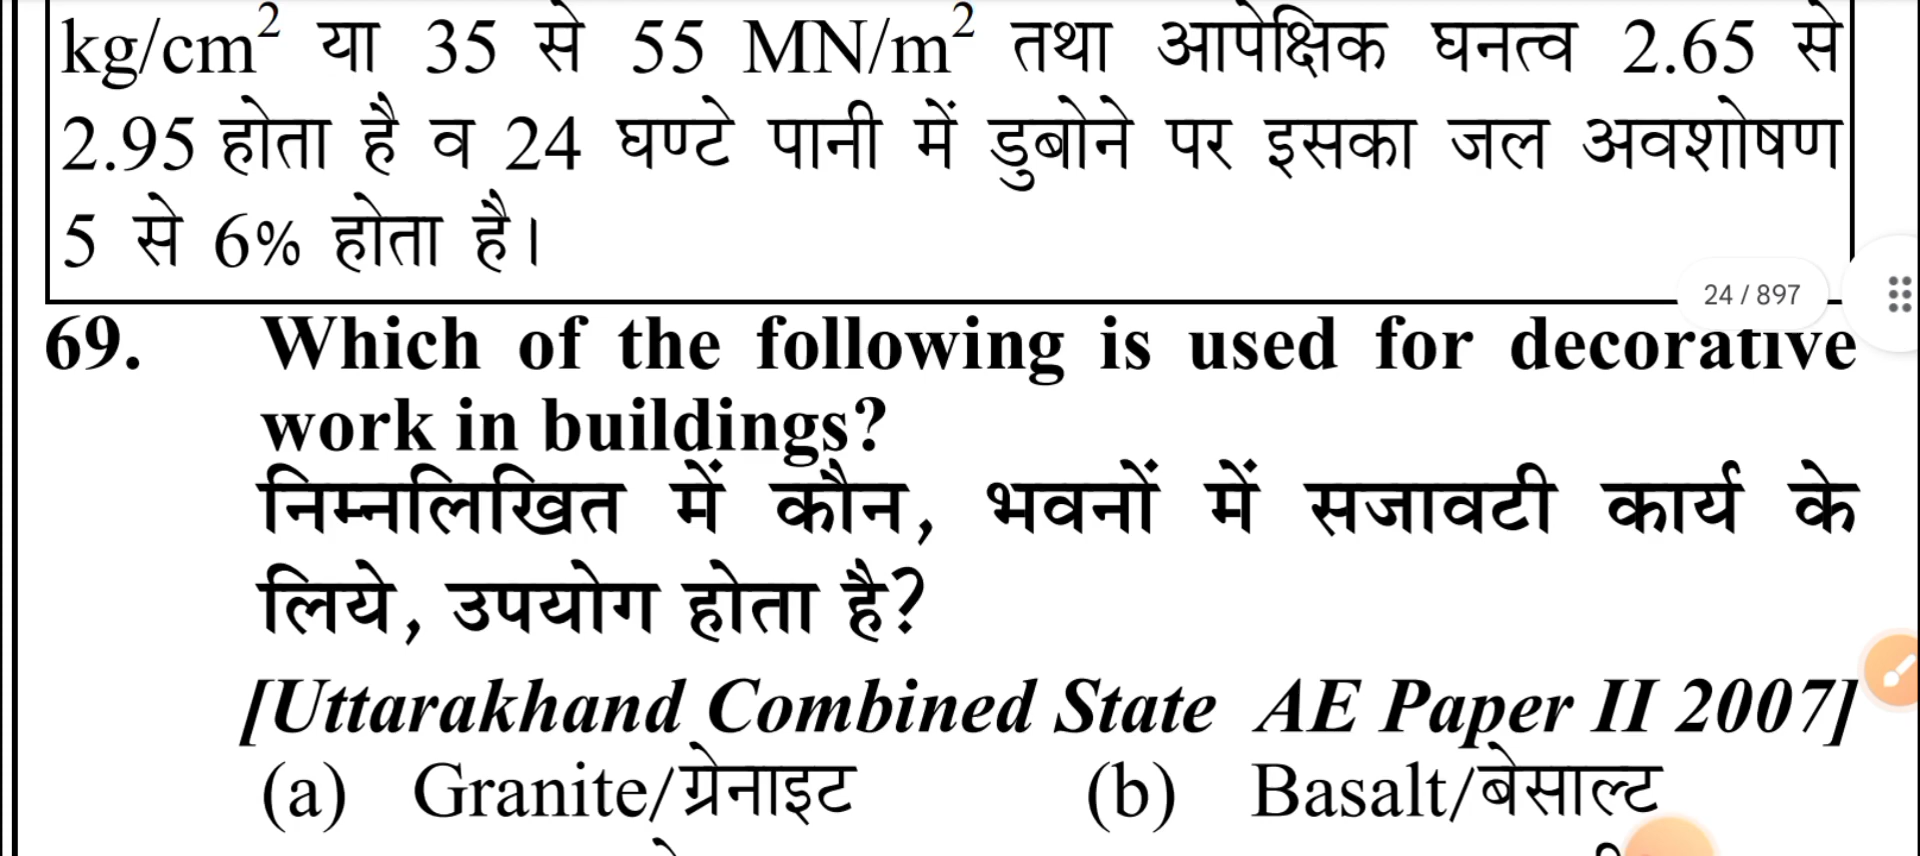 kg/cm² या 35 से 55 MN/m² तथा आपेक्षिक घनत्व 2.65 से
2.95 होता है व 24 घण्टे पानी में डुबोने पर इसका जल अवशोषण
5 से 6% होता है।
24 / 897
69. Which of the following is used for decorative
work in buildings?
निम्नलिखित में कौन, भवनों में सजावटी कार्य के
लिये, उपयोग होता है?
[Uttarakhand Combined State AE Paper II 2007]
(a) Granite/ग्रेनाइट (b) Basalt/बेसाल्ट